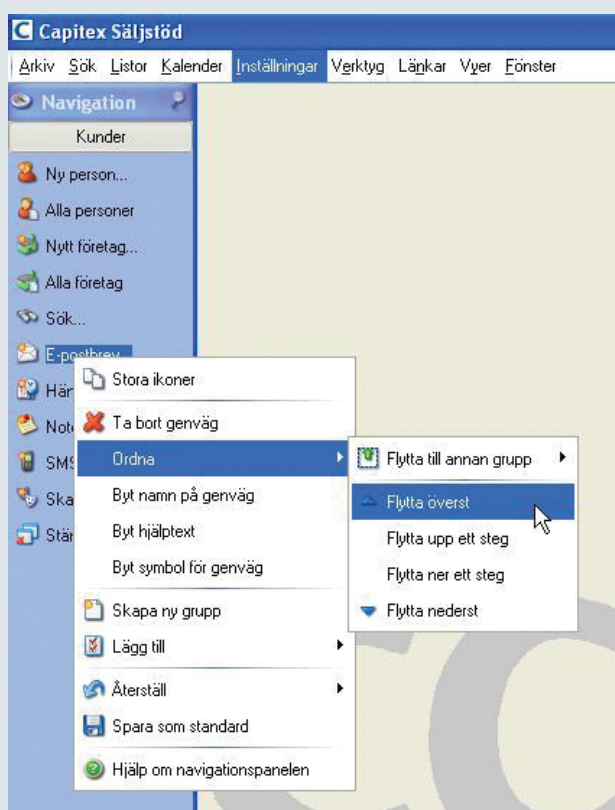 Capitex Säljstöd
Arkiv Sök Listor Kalender Inställningar Verktyg Länkar Vyer Fönster
Navigation
Kunder
Ny person...
Alla personer
Nytt företag...
Alla företag
Sök...
E-postbrev
Stora ikoner
Ta bort genväg
Ordna
Byt namn på genväg
Byt hjälptext
Byt symbol för genväg
Skapa ny grupp
Lägg till
Återställ
Spara som standard
Hjälp om navigationspanelen
Flytta till annan grupp
Flytta överst
Flytta upp ett steg
Flytta ner ett steg
Flytta nederst
SMS
Ska